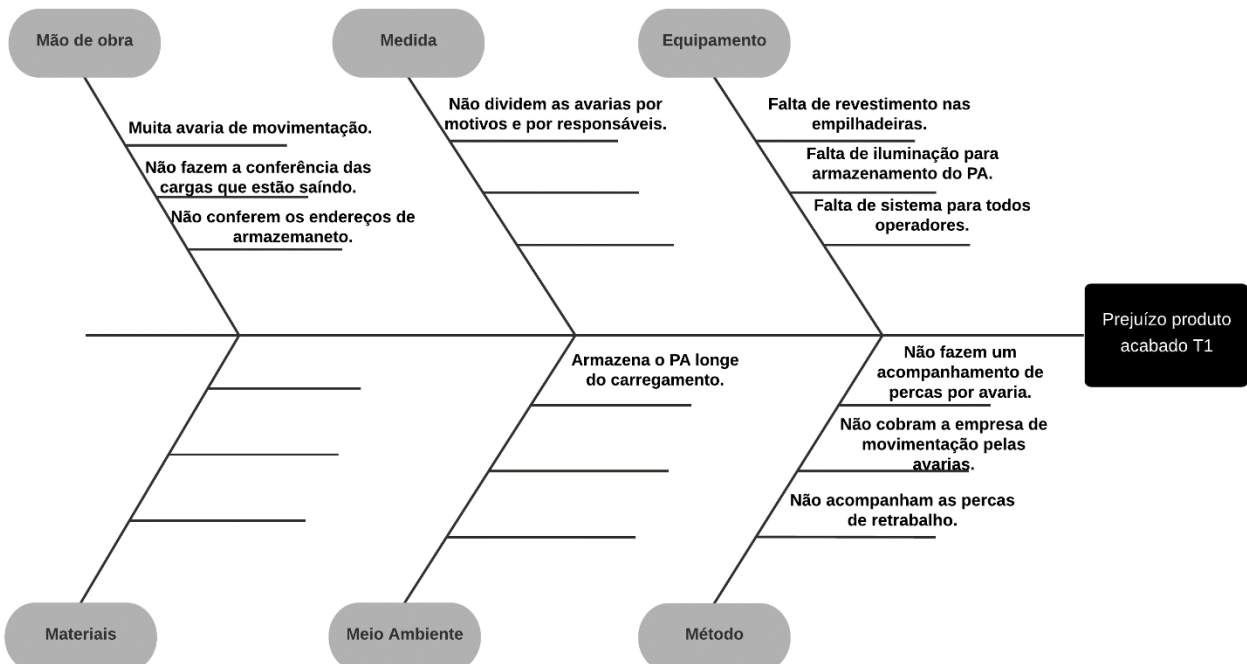 Mão de obra
Muita avaria de movimentação.
Não fazem a conferência das
cargas que estão saíndo.
Não conferem os endereços de
armazemaneto.
Medida
Não dividem as avarias por
motivos e por responsáveis.
Equipamento
Falta de revestimento nas
empilhadeiras.
Falta de iluminação para
armazenamento do PA.
Falta de sistema para todos
operadores.
Prejuízo produto
acabado T1
Materiais
Armazena o PA longe
do carregamento.
Meio Ambiente
Não fazem um
acompanhamento de
percas por avaria.
Não cobram a empresa de
movimentação pelas
avarias.
Não acompanham as percas
de retrabalho.
Método